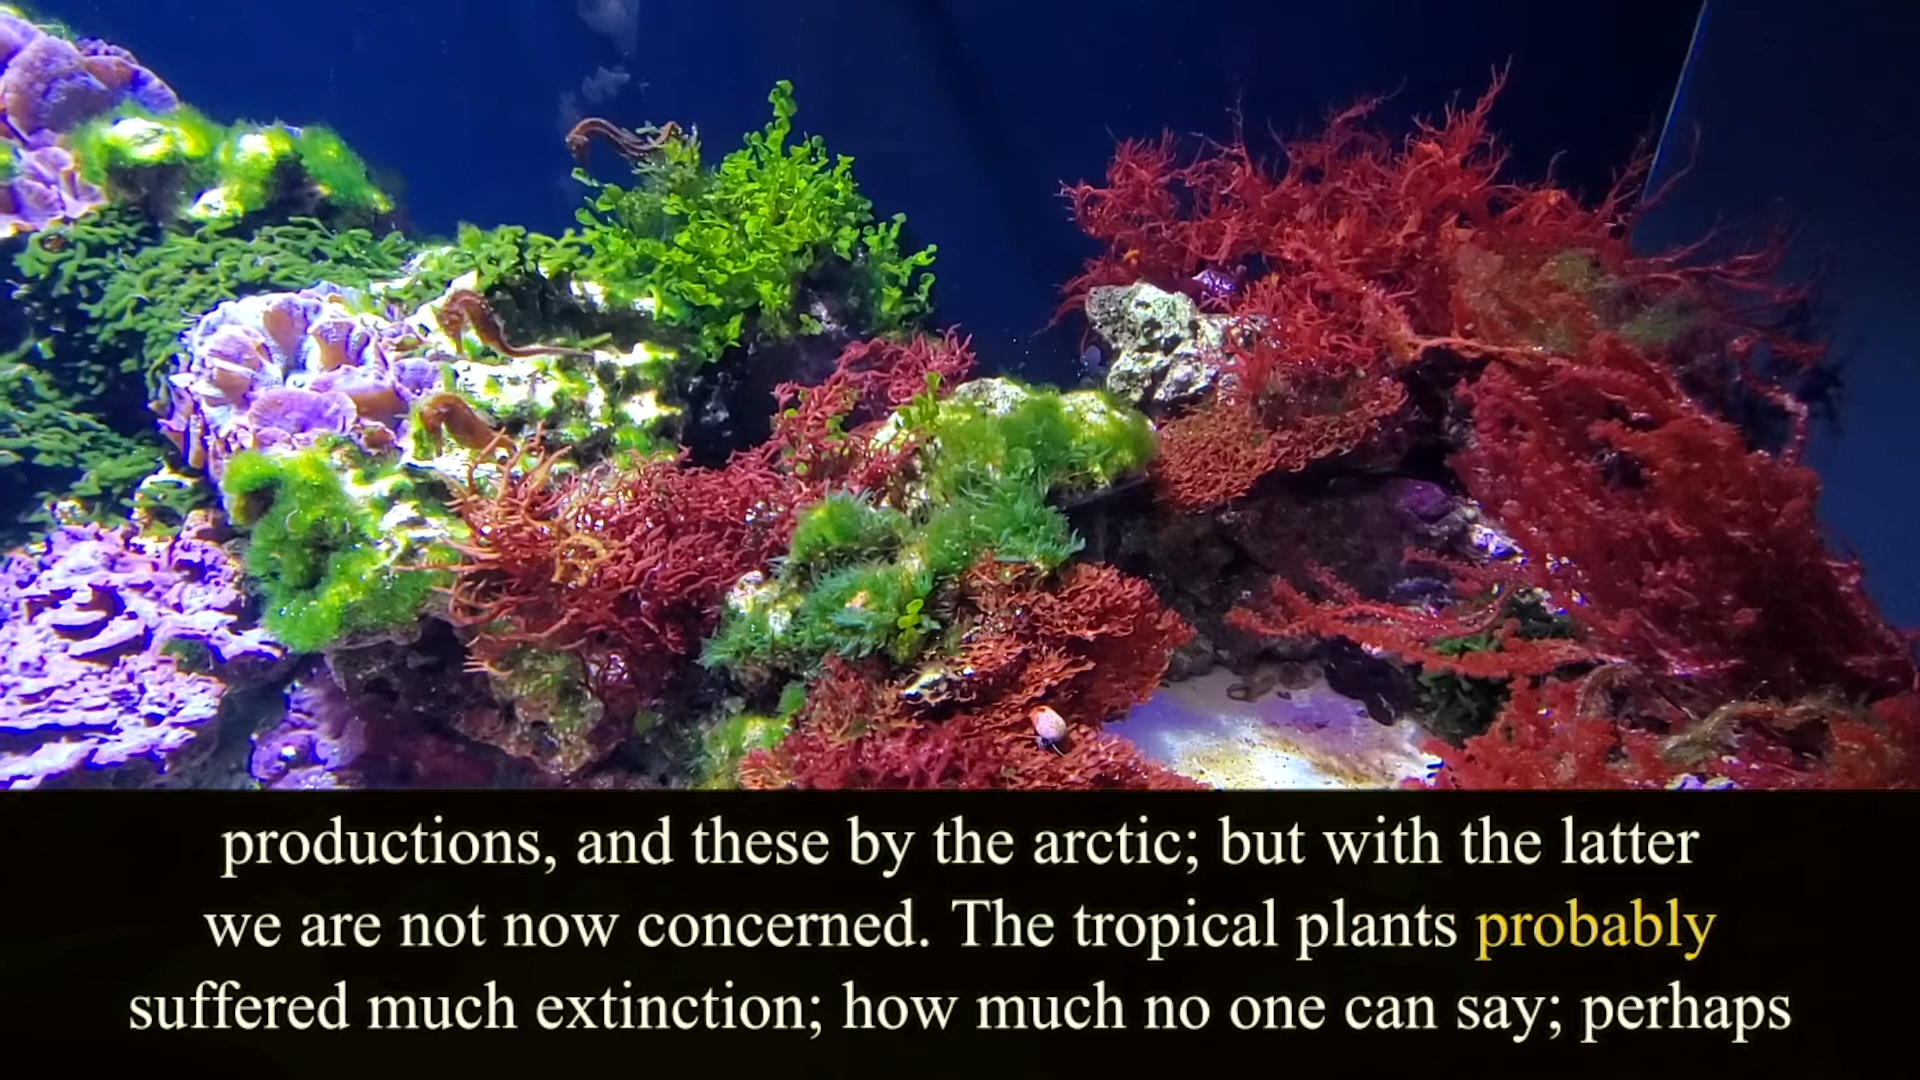 productions, and these by the arctic; but with the latter
we are not now concerned. The tropical plants probably
suffered much extinction; how much no one can say; perhaps